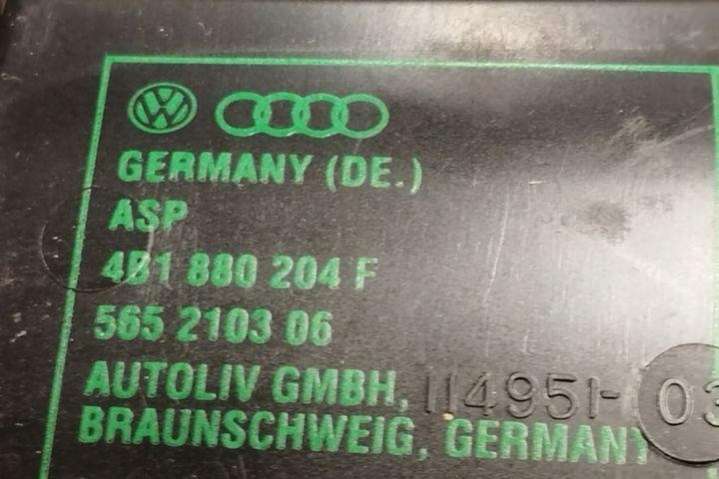 GERMANY (DE.)
ASP
4B1 880 204 F
565 2103 06
AUTOLIV GMBH,
BRAUNSCHWEIG, GERMANY
114951-
03